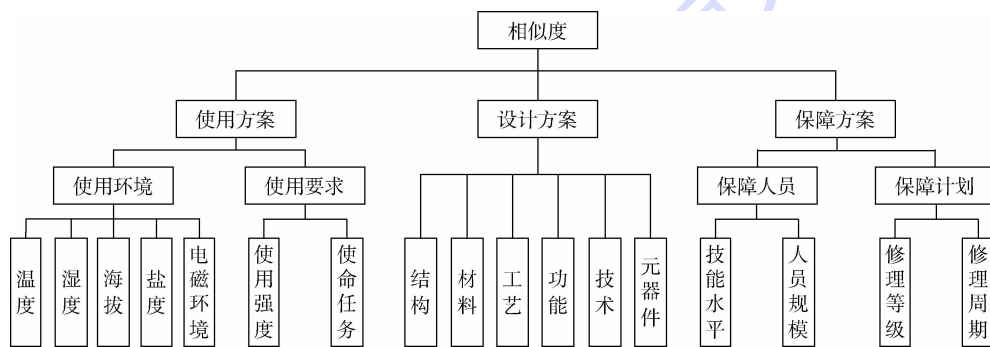 相似度
使用方案
设计方案
保障方案
使用环境
使用要求
保障人员
保障计划
温度
湿度
海拔
盐度
电磁环境
使用强度
使命任务
结构
材料
工艺
功能
技术
元器件
技能水平
人员规模
修理等级
修理周期